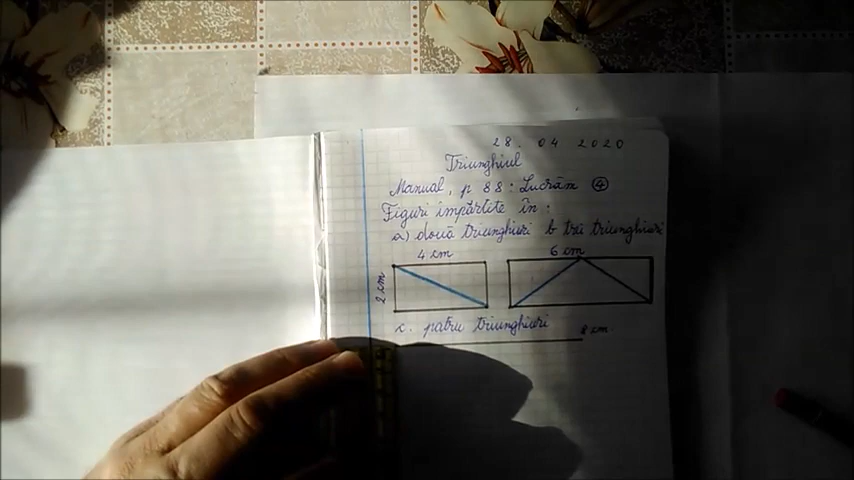 28. 04 2020
Triunghiul
Manual, p 88: Lucrăm 4
Figuri împărțite în:
a) două triunghiuri b trei triunghiuri
4 cm 6 cm
2 cm
c. patru triunghiuri
8 cm